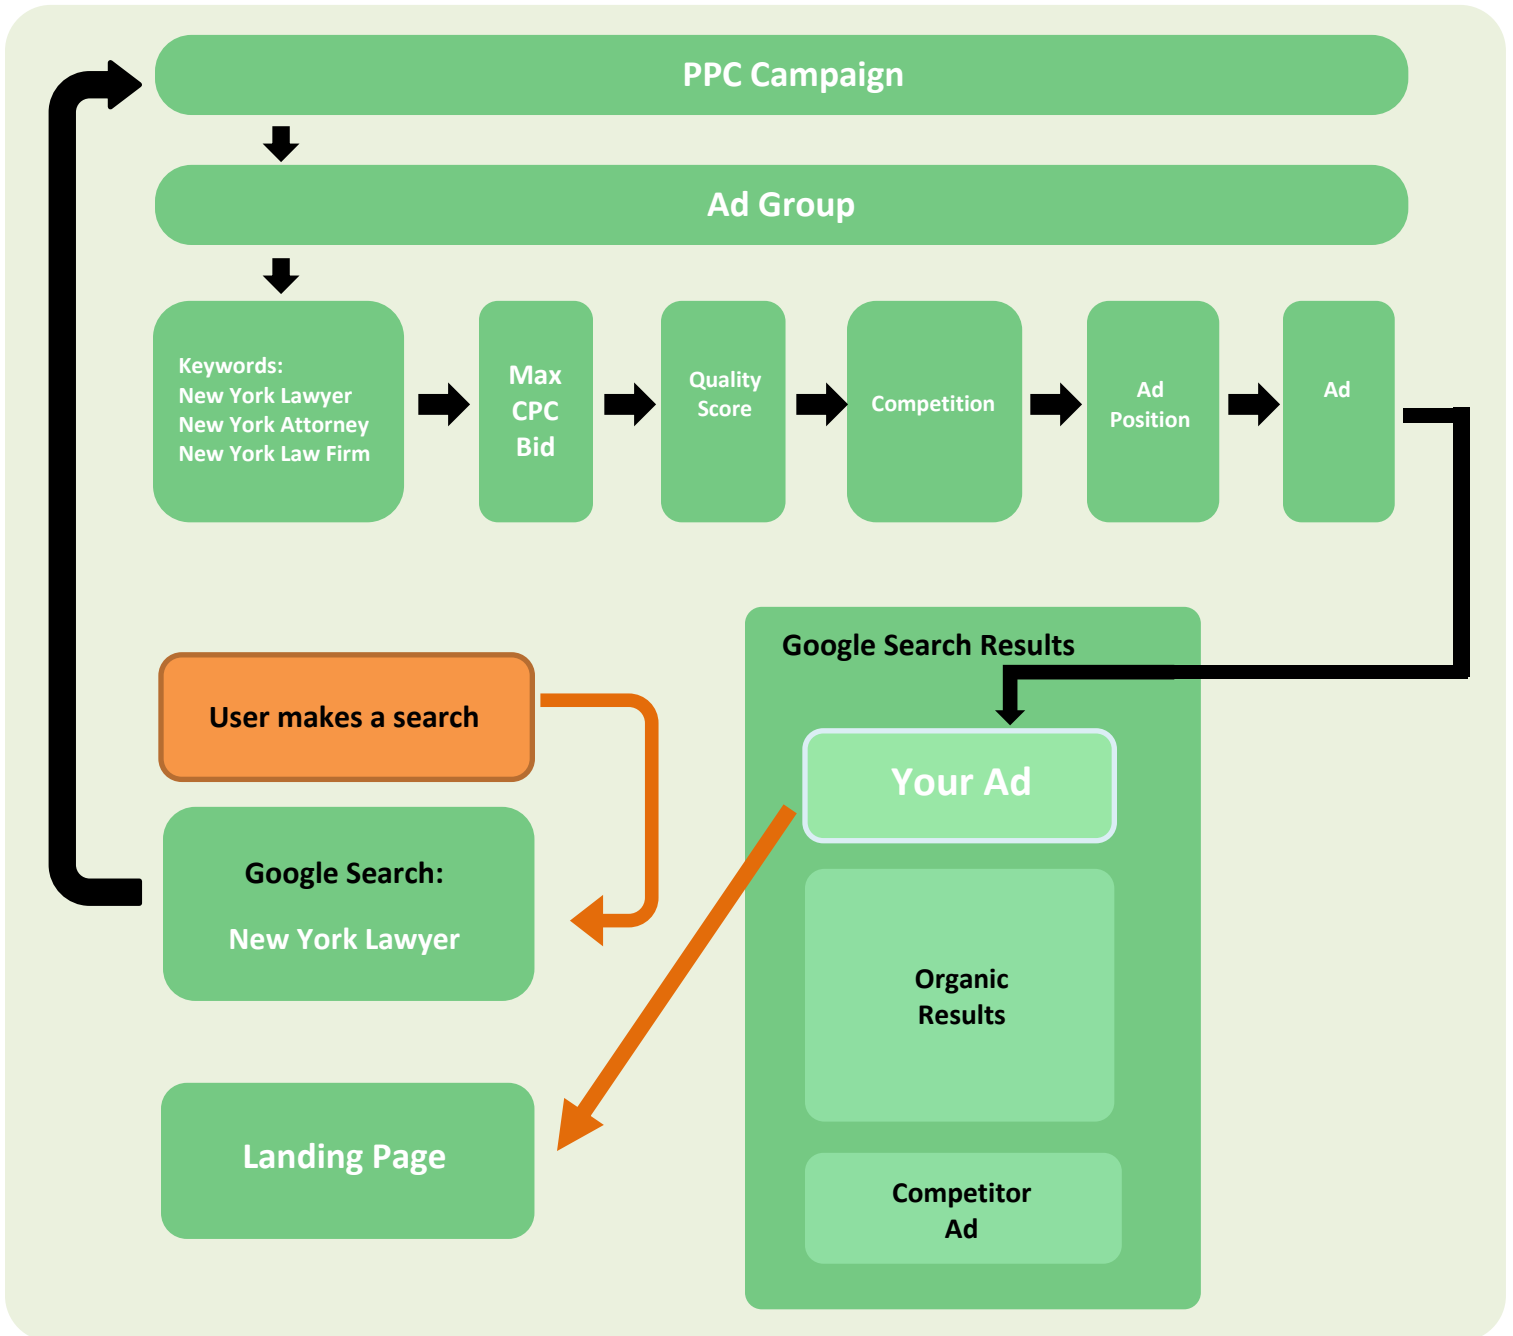 PPC Campaign
Ad Group
Keywords:
New York Lawyer
New York Attorney
New York Law Firm
Max
CPC
Bid
Quality
Score
Competition
Ad
Position
Ad
User makes a search
Google Search:
New York Lawyer
Landing Page
Google Search Results
Your Ad
Organic
Results
Competitor
Ad